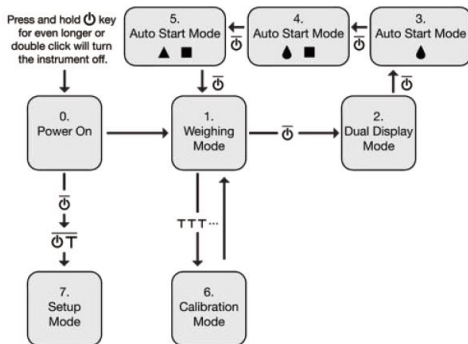 Press and hold ⏻ key
for even longer or
double click will turn
the instrument off.
5.
Auto Start Mode
4.
Auto Start Mode
3.
Auto Start Mode
0.
Power On
1.
Weighing
Mode
2.
Dual Display
Mode
T T T ...
T
7.
Setup
Mode
6.
Calibration
Mode